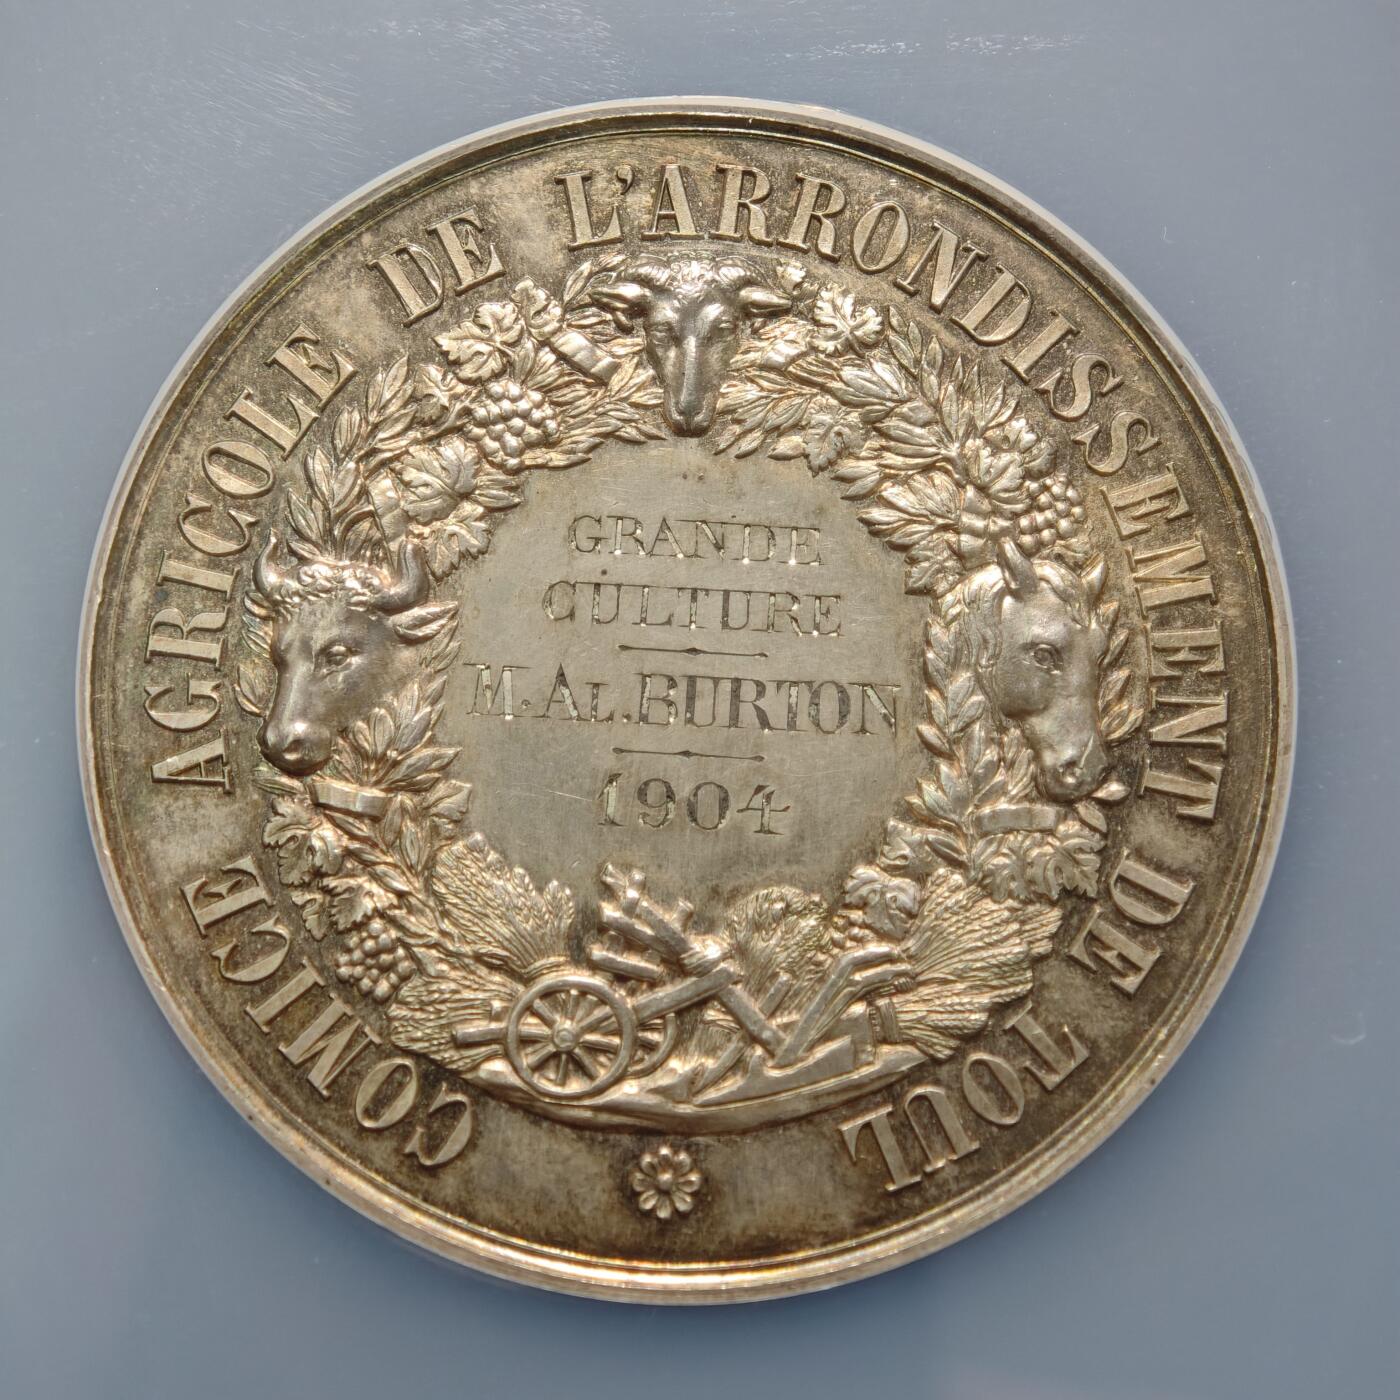 COMICE AGRICOLE DE L'ARRONDISSEMENT DE TOUL
GRANDE
CULTURE
M. AL. BURTON
1904